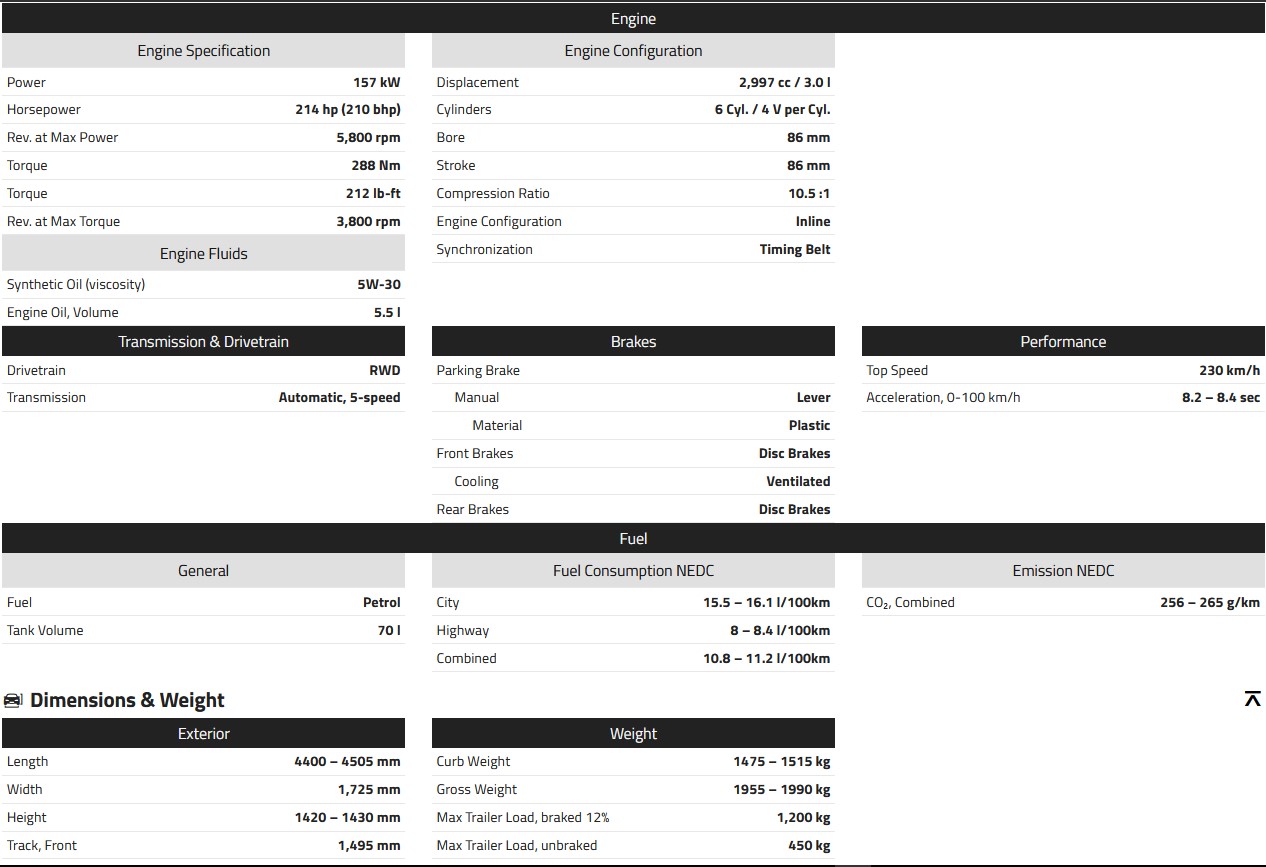 Engine
Engine Specification
Power 157 kW
Horsepower 214 hp (210 bhp)
Rev. at Max Power 5,800 rpm
Torque 288 Nm
Torque 212 lb-ft
Rev. at Max Torque 3,800 rpm
Engine Fluids
Synthetic Oil (viscosity) 5W-30
Engine Oil, Volume 5.5 l
Engine Configuration
Displacement 2,997 cc / 3.0 l
Cylinders 6 Cyl. / 4 V per Cyl.
Bore 86 mm
Stroke 86 mm
Compression Ratio 10.5 :1
Engine Configuration Inline
Synchronization Timing Belt
Transmission & Drivetrain
Drivetrain RWD
Transmission Automatic, 5-speed
Brakes
Parking Brake
Manual Lever
Material Plastic
Front Brakes Disc Brakes
Cooling Ventilated
Rear Brakes Disc Brakes
Performance
Top Speed 230 km/h
Acceleration, 0-100 km/h 8.2 – 8.4 sec
Fuel
General
Fuel Petrol
Tank Volume 70 l
Fuel Consumption NEDC
City 15.5 – 16.1 l/100km
Highway 8 – 8.4 l/100km
Combined 10.8 – 11.2 l/100km
Emission NEDC
CO₂, Combined 256 – 265 g/km
Dimensions & Weight
Exterior
Length 4400 – 4505 mm
Width 1,725 mm
Height 1420 – 1430 mm
Track, Front 1,495 mm
Weight
Curb Weight 1475 – 1515 kg
Gross Weight 1955 – 1990 kg
Max Trailer Load, braked 12% 1,200 kg
Max Trailer Load, unbraked 450 kg